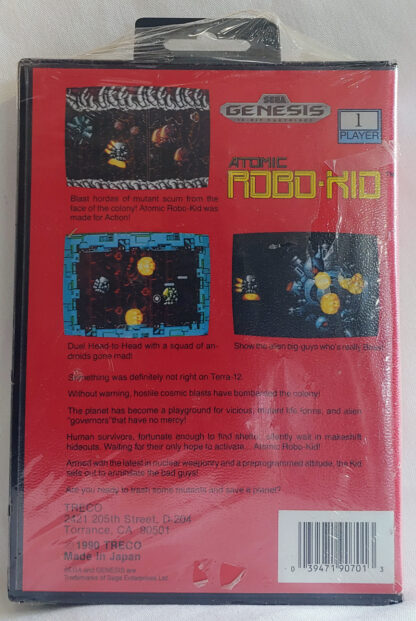 SEGA
GENESIS
16-BIT CARTRIDGE
1
PLAYER
ATOMIC
ROBO·KID
TM
Blast hordas of mutant scum from the
face of the colony! Atomic Robo-Kid was
made for Action!
Duel Head-to-Head with a squad of an-
droids gone mad!
Show the alien big guys who's really Boss!
Something was definitely not right on Terra-12.
Without warning, hostile cosmic blasts have bombarded the colony!
The planet has become a playground for vicious mutant life forms, and alien
"governors" that have no mercy!
Human survivors, fortunate enough to find shelter, silently wait in makeshift
hideouts. Waiting for their only hope to activate... Atomic Robo-Kid!
Armed with the latest in nuclear weaponry and a preprogrammed attitude, the Kid
sets out to annihilate the bad guys!
Are you ready to trash some mutants and save a planet?
TRECO
2421 205th Street, D-204
Torrance, CA 90501
© 1990 TRECO
Made In Japan
SEGA and GENESIS are
Trademarks of Sega Enterprises Ltd.
0 39471 90701 3